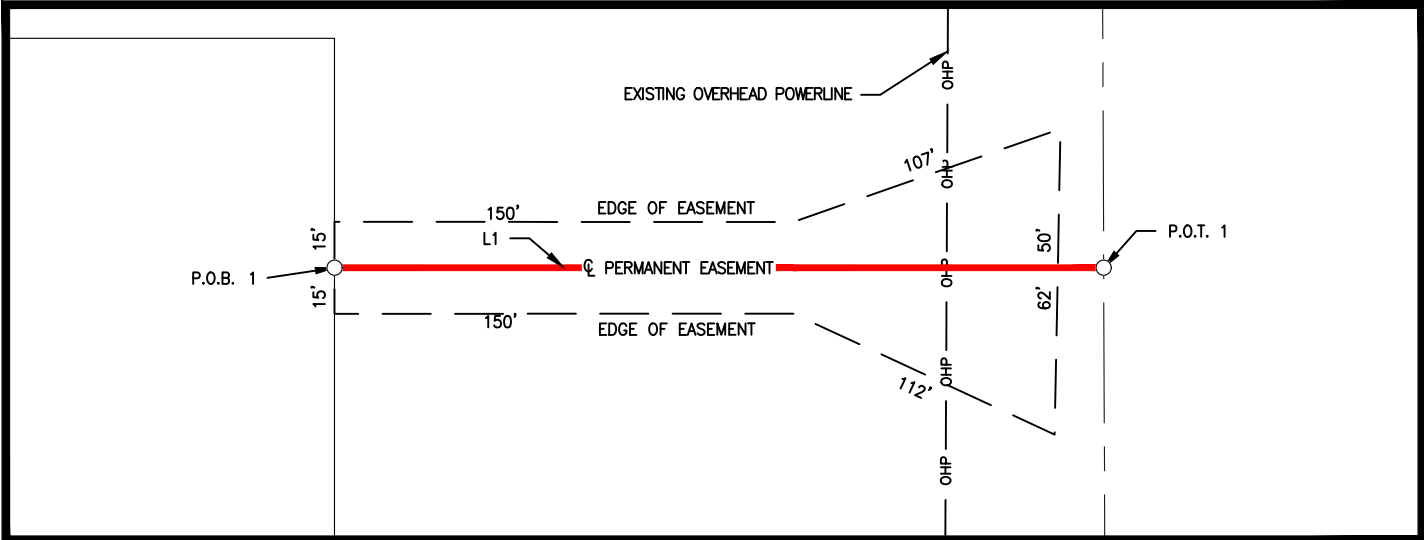 OHP
EXISTING OVERHEAD POWERLINE
107'
OHP
150'
EDGE OF EASEMENT
15'
L1
50'
P.O.T. 1
P.O.B. 1
℄ PERMANENT EASEMENT
OHP
15'
62'
150'
EDGE OF EASEMENT
OHP
112'
OHP